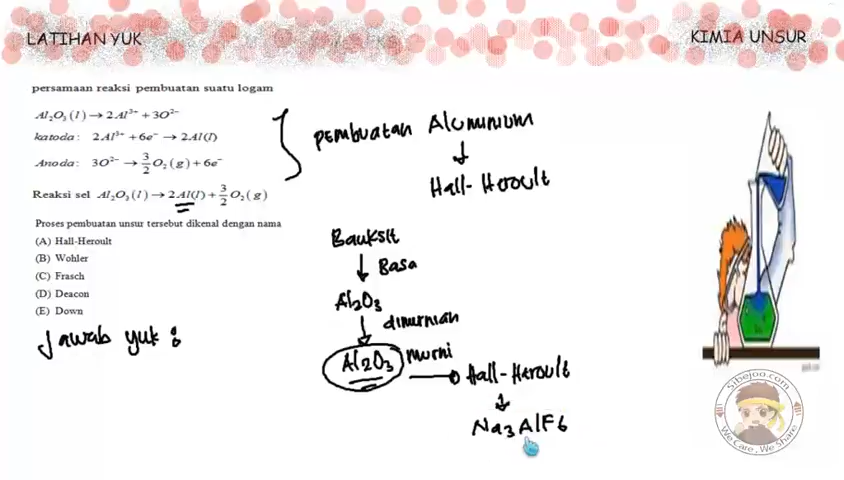 LATIHAN YUK
KIMIA UNSUR
persamaan reaksi pembuatan suatu logam
Al₂O₃(l) → 2Al³⁺ + 3O²⁻
katoda : 2Al³⁺ + 6e⁻ → 2Al(l)
Anoda : 3O²⁻ → 3/2 O₂(g) + 6e⁻
Reaksi sel Al₂O₃(l) → 2Al(l) + 3/2 O₂(g)
Proses pembuatan unsur tersebut dikenal dengan nama
(A) Hall-Heroult
(B) Wohler
(C) Frasch
(D) Deacon
(E) Down
Jawab yuk :
pembuatan Aluminium
↓
Hall-Heroult
Bauksit
↓ Basa
Al₂O₃
↓ dimurnian
Al₂O₃ murni
→ Hall-Heroult
↓
Na₃AlF₆
Sibejoo.com
We Care, We Share